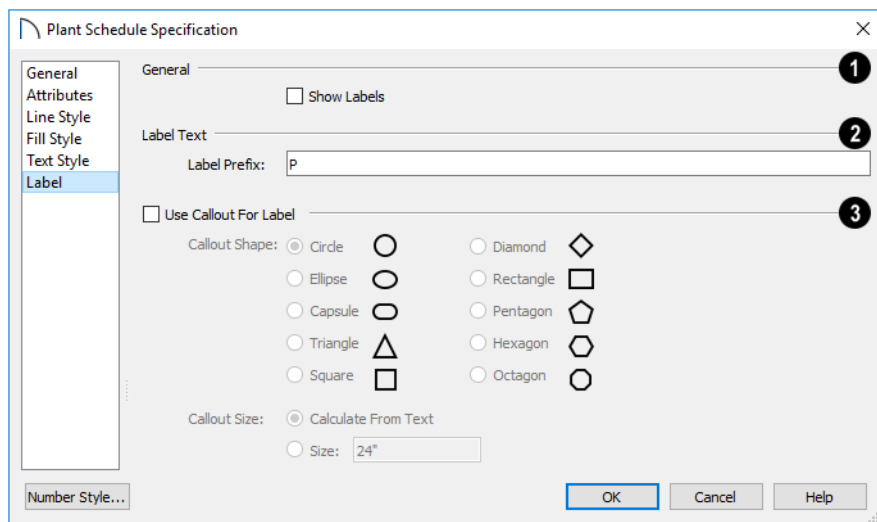 Plant Schedule Specification
General
Attributes
Line Style
Fill Style
Text Style
Label
General
1
Show Labels
Label Text
2
Label Prefix: P
Use Callout For Label
3
Callout Shape: Circle Diamond
Ellipse Rectangle
Capsule Pentagon
Triangle Hexagon
Square Octagon
Callout Size: Calculate From Text
Size: 24"
Number Style... OK Cancel Help